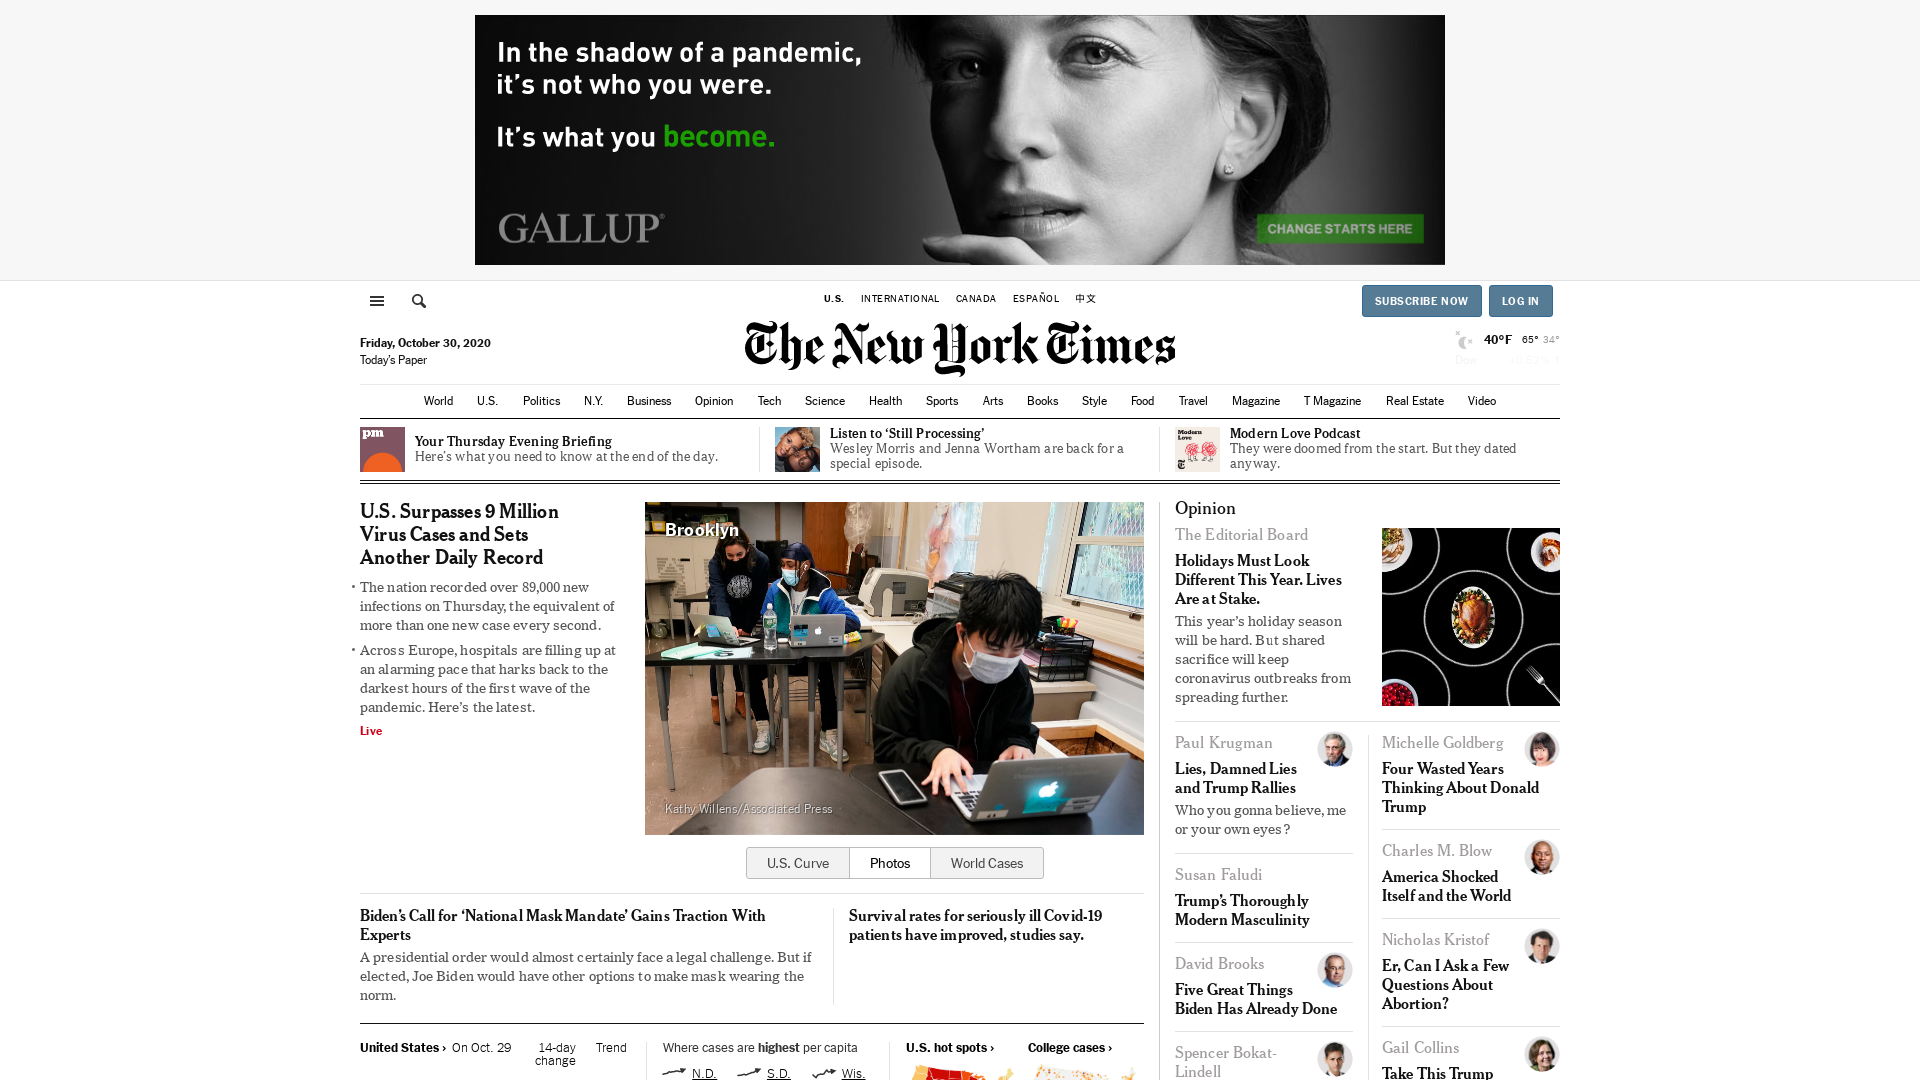 In the shadow of a pandemic,
it's not who you were.
It's what you become.
GALLUP®
CHANGE STARTS HERE
U.S.
INTERNATIONAL
CANADA
ESPAÑOL
中文
SUBSCRIBE NOW
LOG IN
Friday, October 30, 2020
Today's Paper
The New York Times
40°F 65° 34°
World
U.S.
Politics
N.Y.
Business
Opinion
Tech
Science
Health
Sports
Arts
Books
Style
Food
Travel
Magazine
T Magazine
Real Estate
Video
pm
Your Thursday Evening Briefing
Here's what you need to know at the end of the day.
Listen to ‘Still Processing’
Wesley Morris and Jenna Wortham are back for a
special episode.
Modern
Love
Modern Love Podcast
They were doomed from the start. But they dated
anyway.
U.S. Surpasses 9 Million
Virus Cases and Sets
Another Daily Record
• The nation recorded over 89,000 new
infections on Thursday, the equivalent of
more than one new case every second.
• Across Europe, hospitals are filling up at
an alarming pace that harks back to the
darkest hours of the first wave of the
pandemic. Here's the latest.
Live
Brooklyn
Kathy Willens/Associated Press
U.S. Curve
Photos
World Cases
Biden's Call for ‘National Mask Mandate’ Gains Traction With
Experts
A presidential order would almost certainly face a legal challenge. But if
elected, Joe Biden would have other options to make mask wearing the
norm.
Survival rates for seriously ill Covid-19
patients have improved, studies say.
United States › On Oct. 29
14-day
change
Trend
Where cases are highest per capita
N.D.
S.D.
Wis.
U.S. hot spots ›
College cases ›
Opinion
The Editorial Board
Holidays Must Look
Different This Year. Lives
Are at Stake.
This year's holiday season
will be hard. But shared
sacrifice will keep
coronavirus outbreaks from
spreading further.
Paul Krugman
Lies, Damned Lies
and Trump Rallies
Who you gonna believe, me
or your own eyes?
Susan Faludi
Trump's Thoroughly
Modern Masculinity
David Brooks
Five Great Things
Biden Has Already Done
Spencer Bokat-
Lindell
Michelle Goldberg
Four Wasted Years
Thinking About Donald
Trump
Charles M. Blow
America Shocked
Itself and the World
Nicholas Kristof
Er, Can I Ask a Few
Questions About
Abortion?
Gail Collins
Take This Trump